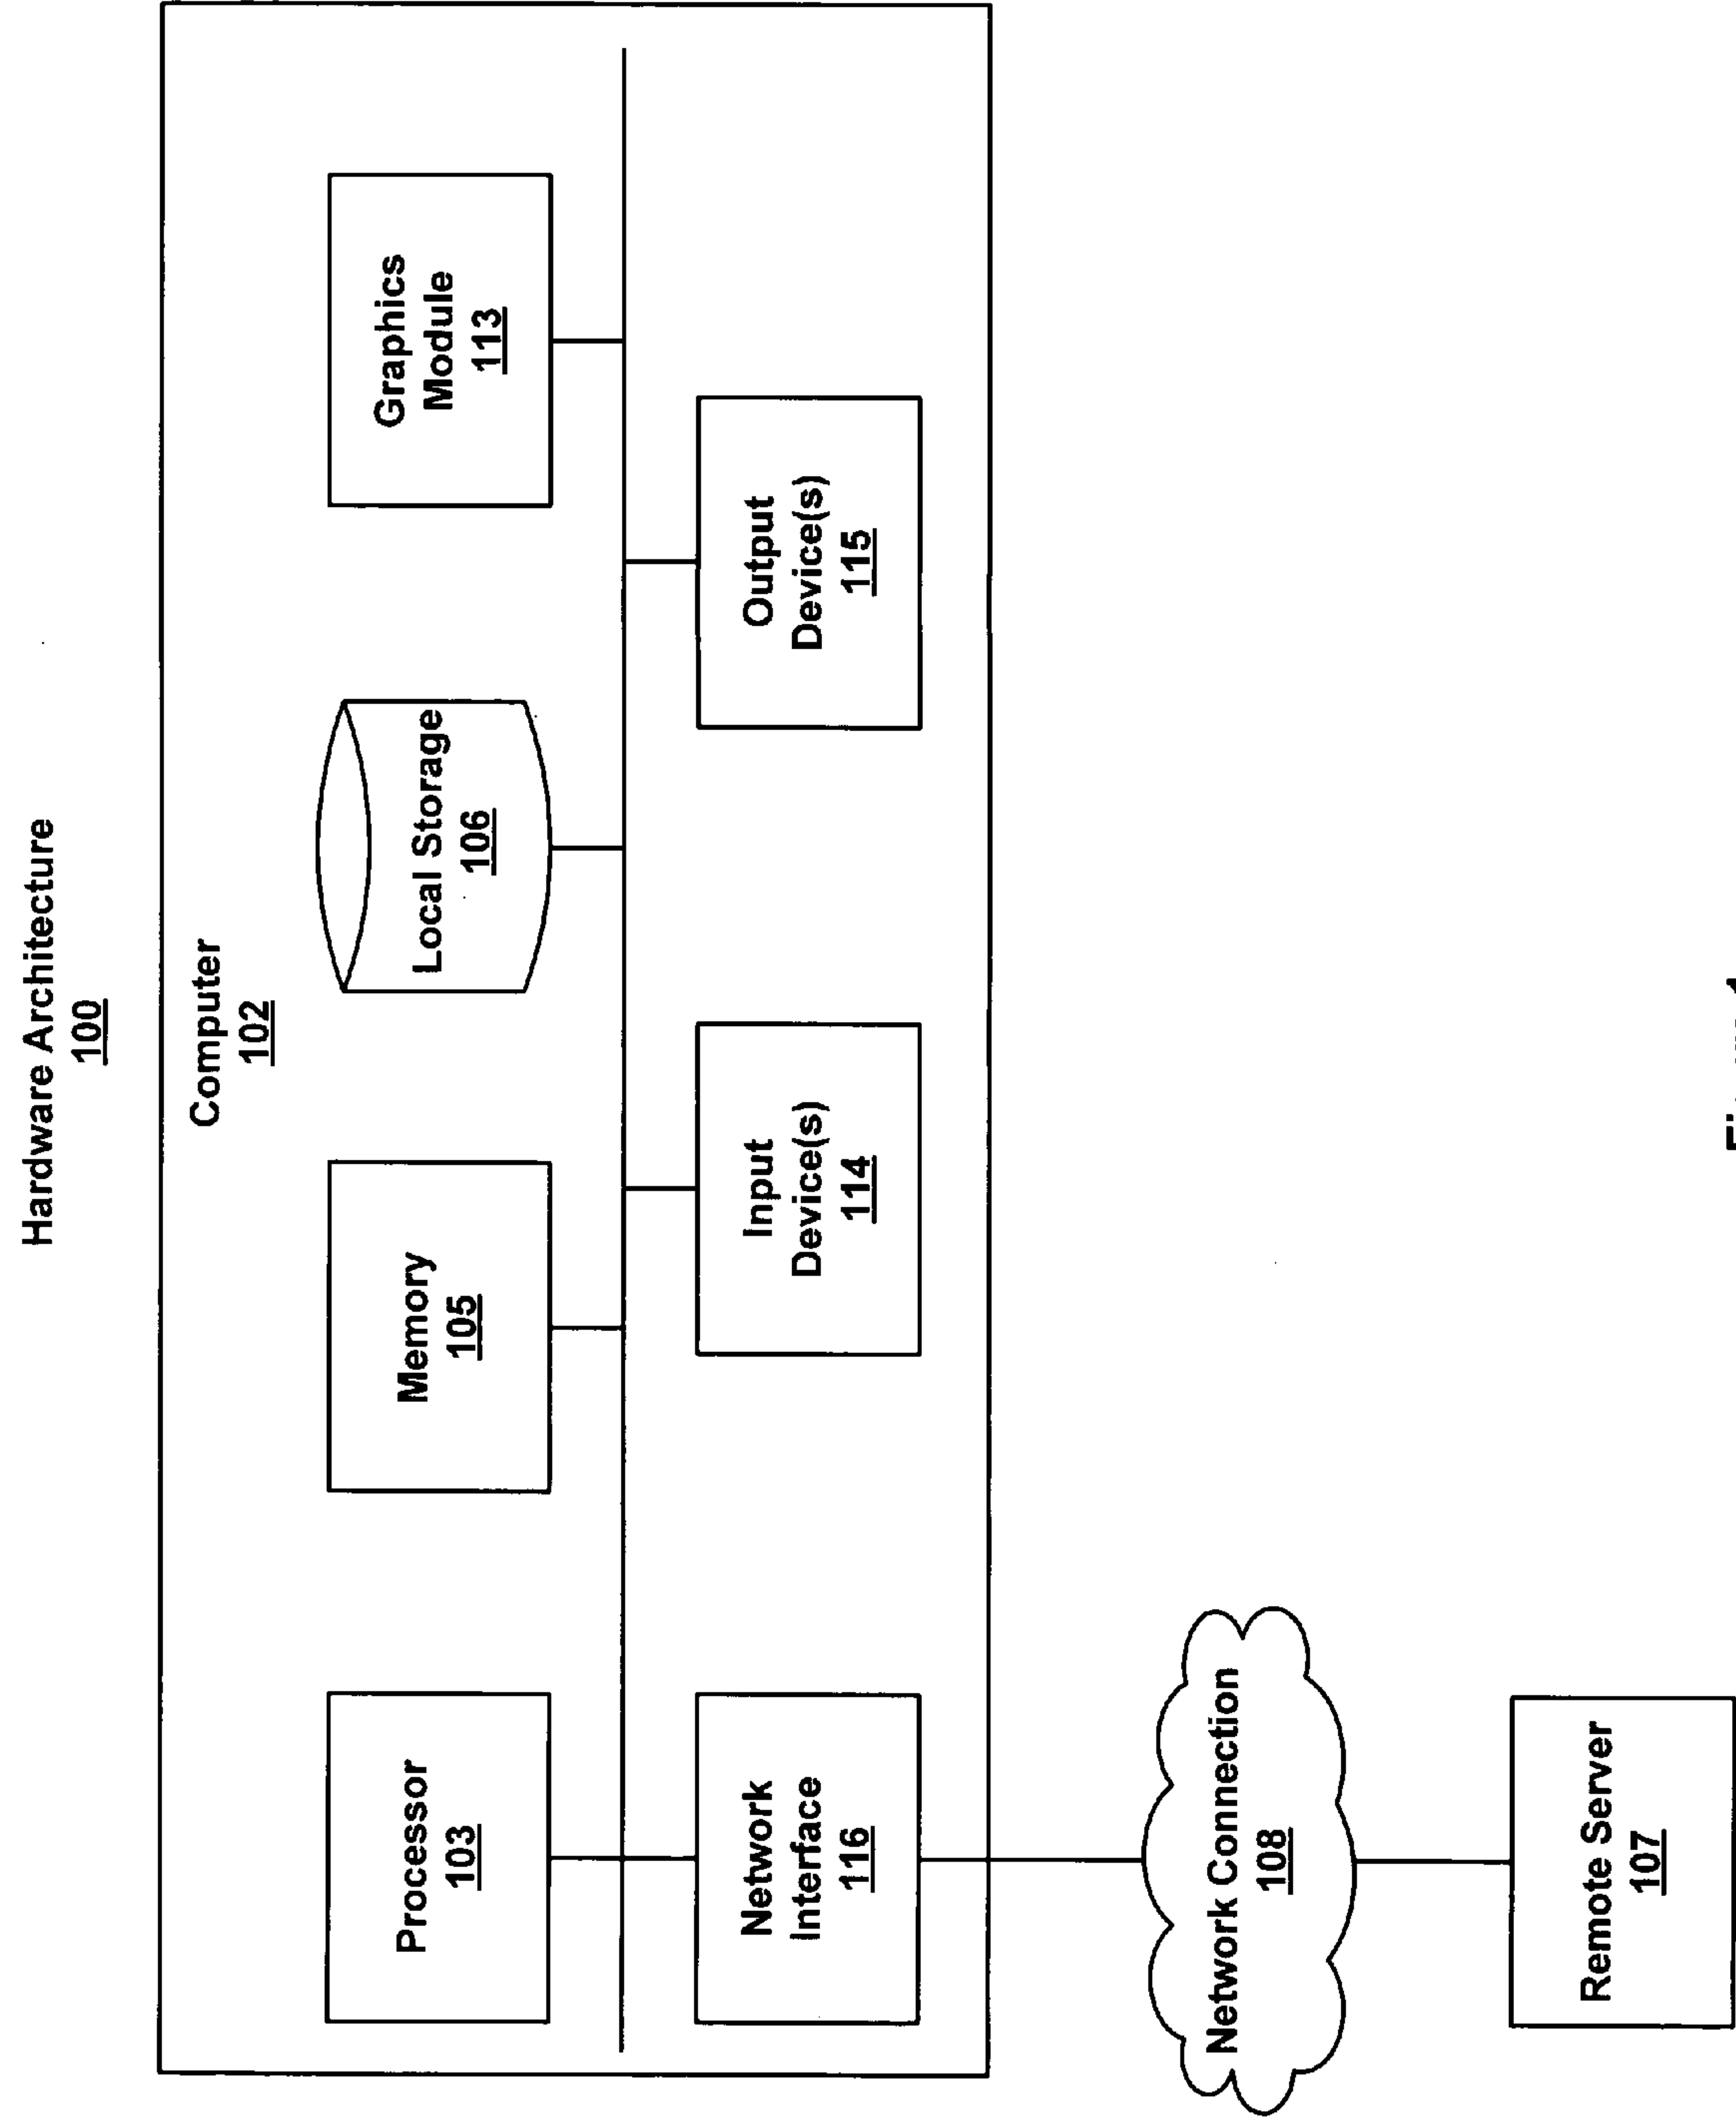 Hardware Architecture
100
Computer
102
Processor
103
Memory
105
Local Storage
106
Graphics
Module
113
Network
Interface
116
Input
Device(s)
114
Output
Device(s)
115
Network Connection
108
Remote Server
107